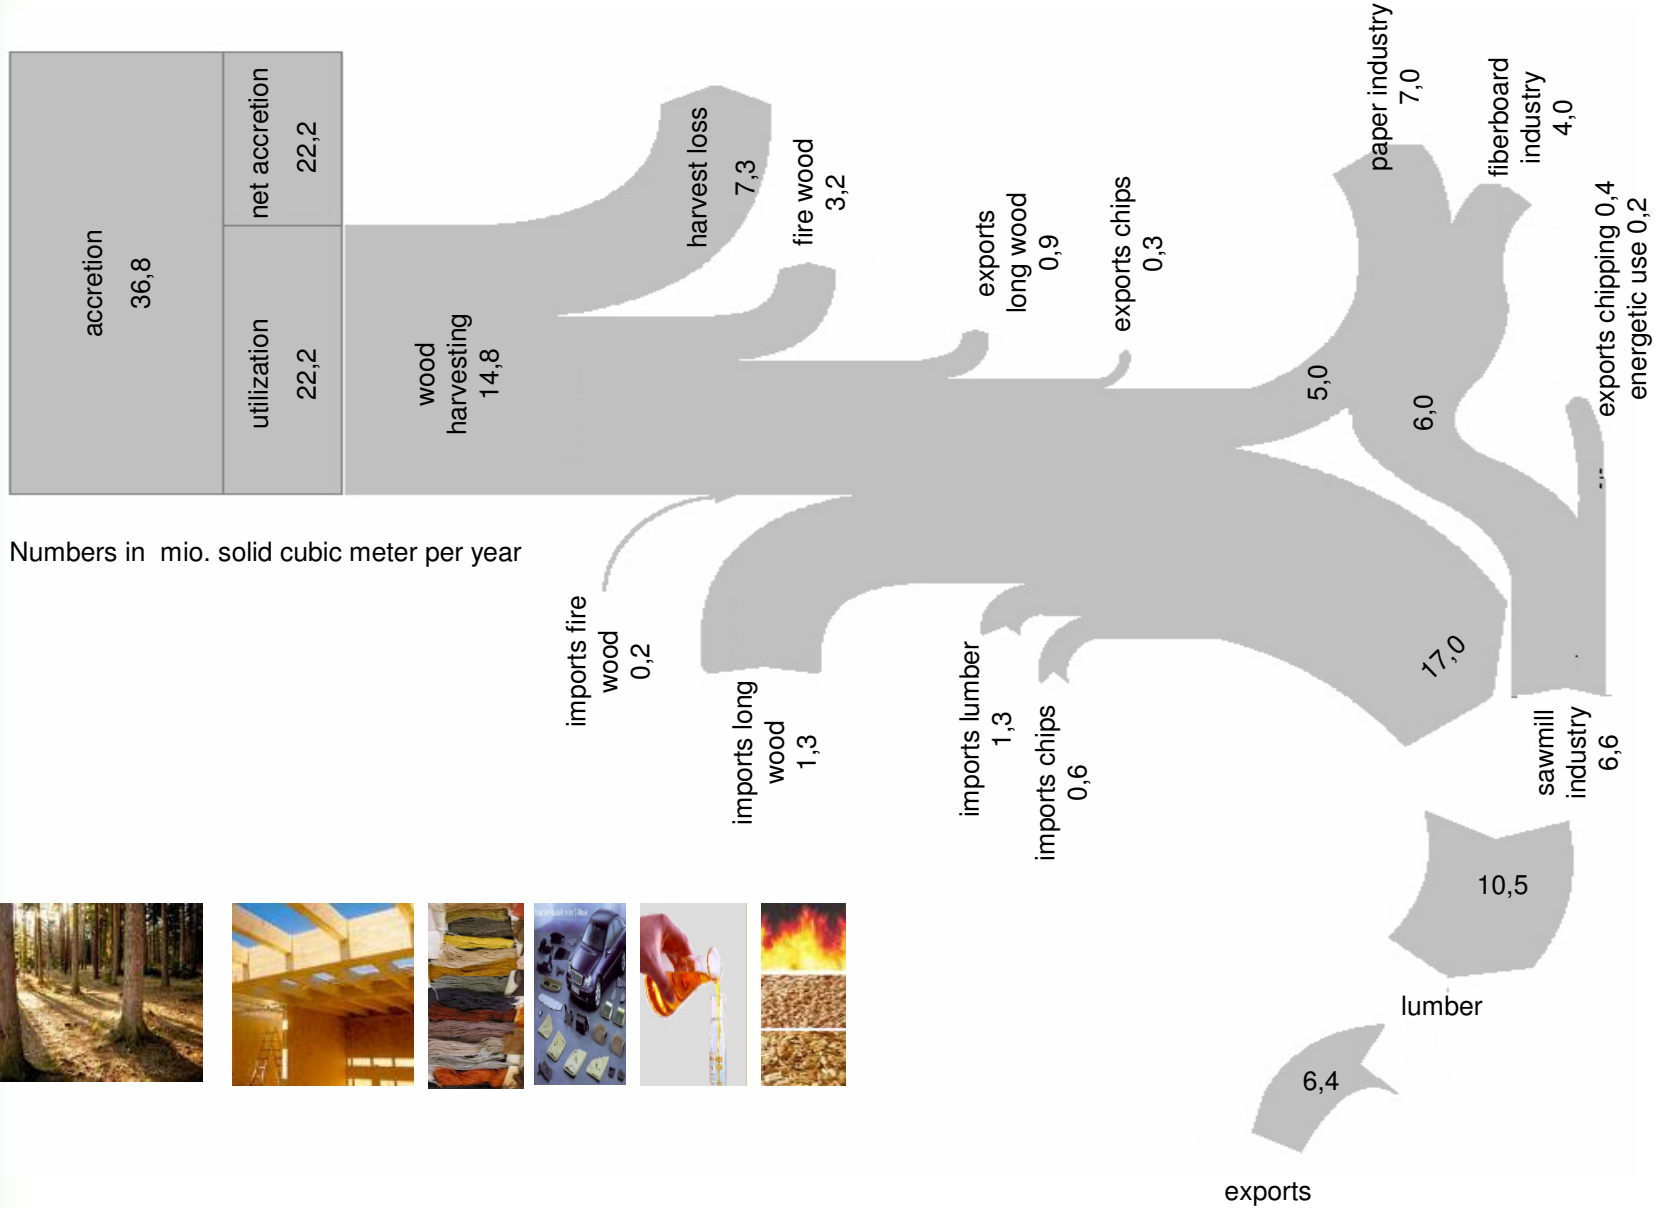 accretion
36,8
net accretion
22,2
utilization
22,2
wood
harvesting
14,8
harvest loss
7,3
fire wood
3,2
exports
long wood
0,9
exports chips
0,3
5,0
paper industry
7,0
6,0
fiberboard
industry
4,0
exports chipping 0,4
energetic use 0,2
Numbers in mio. solid cubic meter per year
imports fire
wood
0,2
imports long
wood
1,3
imports lumber
1,3
imports chips
0,6
17,0
sawmill
industry
6,6
10,5
lumber
6,4
exports